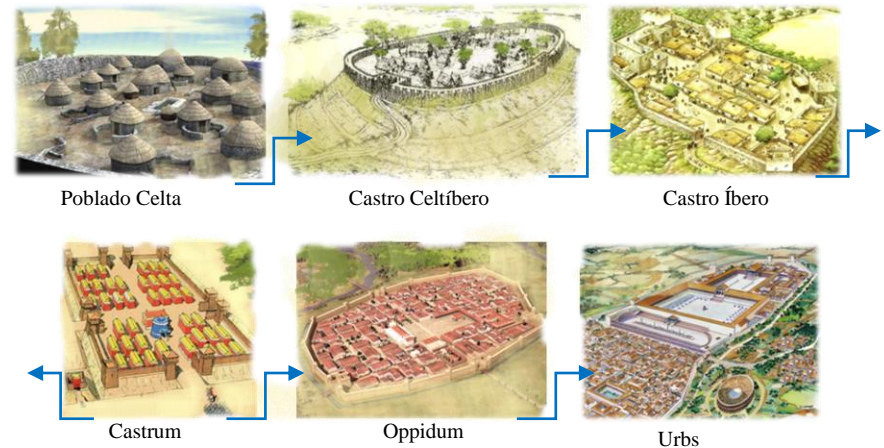 Poblado Celta
Castro Celtíbero
Castro Íbero
Castrum
Oppidum
Urbs